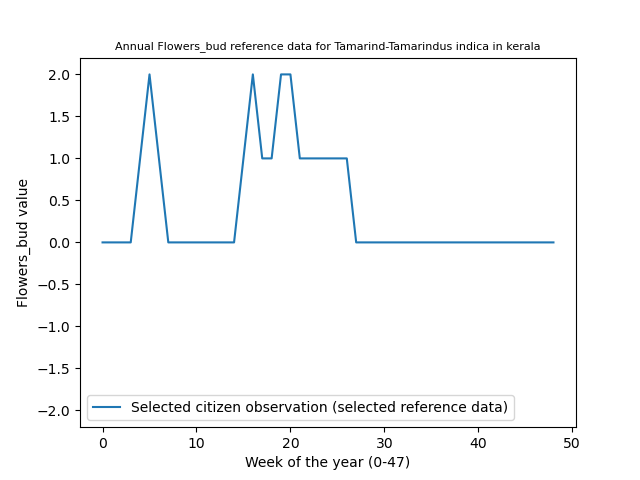 Annual Flowers_bud reference data for Tamarind-Tamarindus indica in kerala
2.0
1.5
1.0
0.5
0.0
−0.5
−1.0
−1.5
−2.0
Flowers_bud value
Selected citizen observation (selected reference data)
0 10 20 30 40 50
Week of the year (0-47)